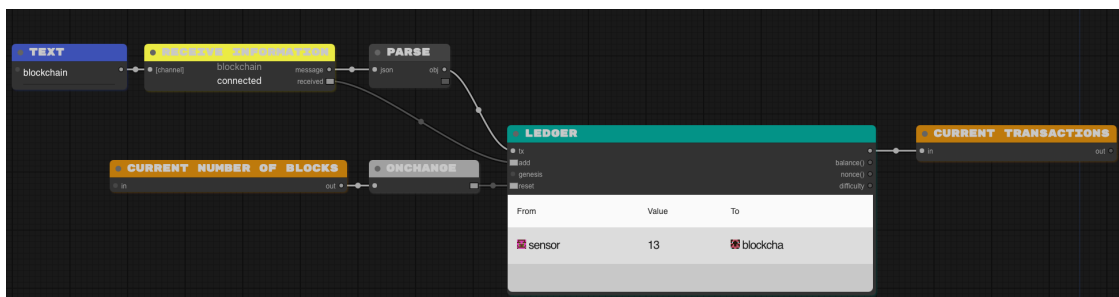 TEXT
blockchain
RECEIVE INFORMATION
[channel]
blockchain
connected
message
received
PARSE
json
obj
LEDGER
tx
add
genesis
reset
balance()
nonce()
difficulty
From
Value
To
sensor
13
blockcha
CURRENT TRANSACTIONS
in
out
CURRENT NUMBER OF BLOCKS
in
out
ONCHANGE